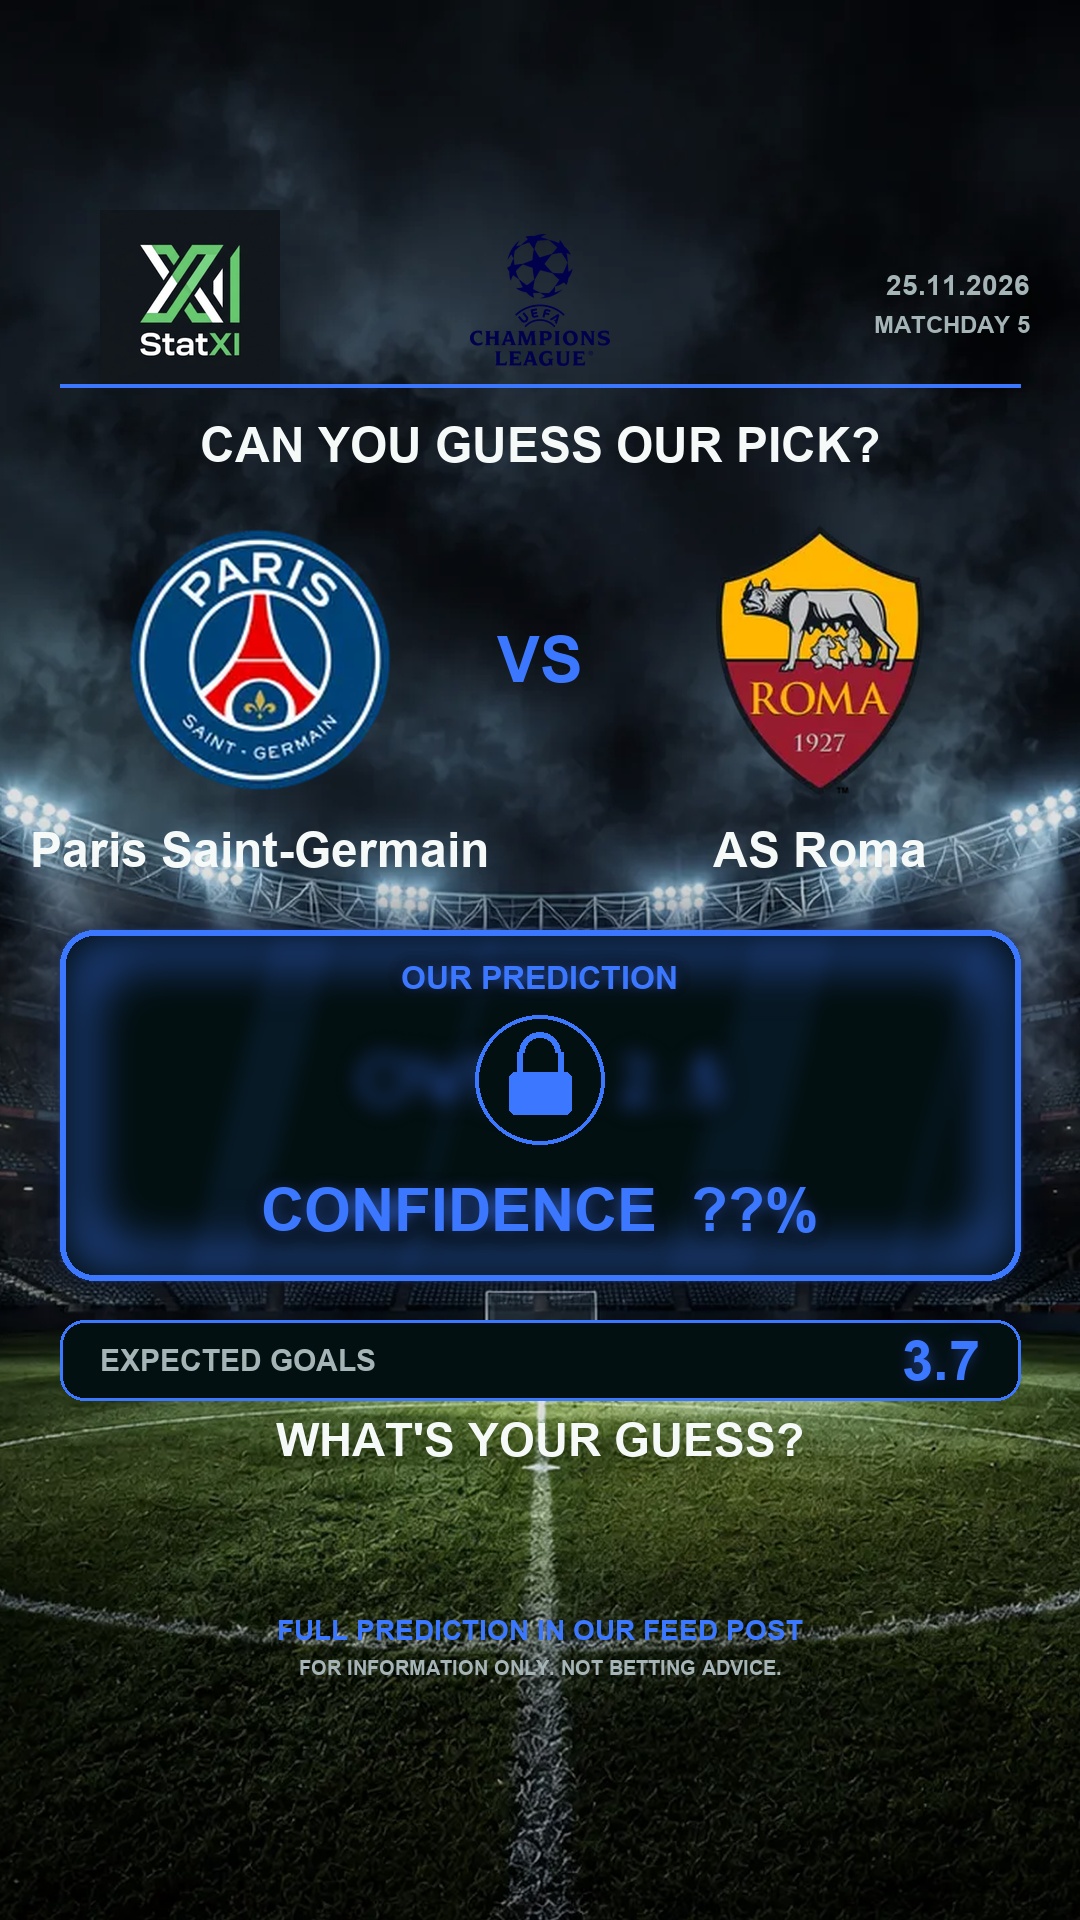 StatXI
UEFA
CHAMPIONS
LEAGUE
25.11.2026
MATCHDAY 5
CAN YOU GUESS OUR PICK?
PARIS
SAINT-GERMAIN
VS
ROMA
1927
TM
Paris Saint-Germain
AS Roma
OUR PREDICTION
CONFIDENCE ??%
EXPECTED GOALS
3.7
WHAT'S YOUR GUESS?
FULL PREDICTION IN OUR FEED POST
FOR INFORMATION ONLY. NOT BETTING ADVICE.